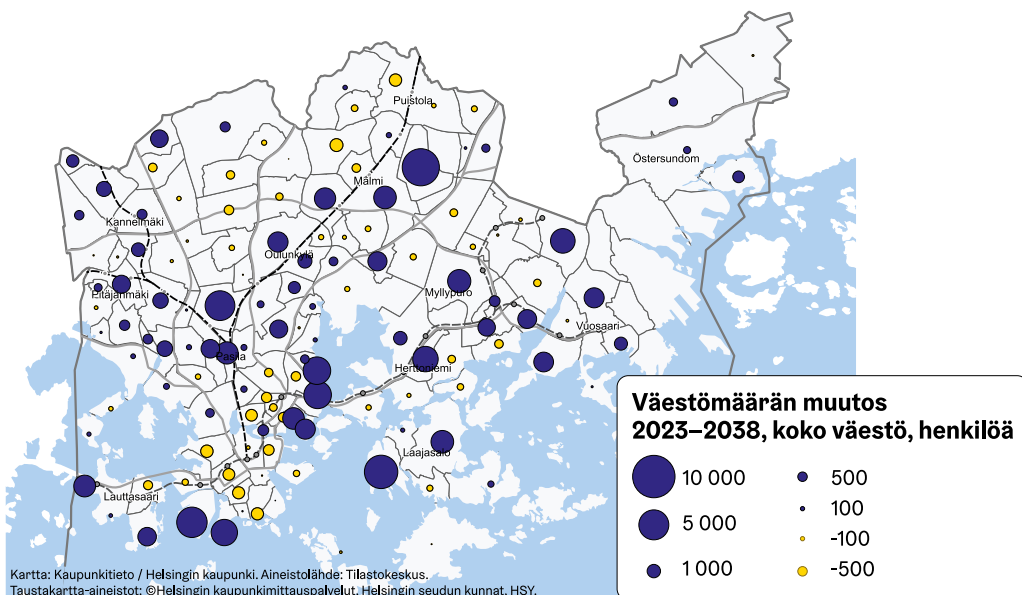 Puistola
Malmi
Östersundom
Kannelmäki
Oulunkylä
Pitäjänmäki
Myllypuro
Vuosaari
Pasila
Herttoniemi
Laajasalo
Lauttasaari
Väestömäärän muutos
2023–2038, koko väestö, henkilöä
10 000
500
5 000
100
-100
1 000
-500
Kartta: Kaupunkitieto / Helsingin kaupunki. Aineistolähde: Tilastokeskus.
Taustakartta-aineistot: ©Helsingin kaupunkimittauspalvelut, Helsingin seudun kunnat, HSY.